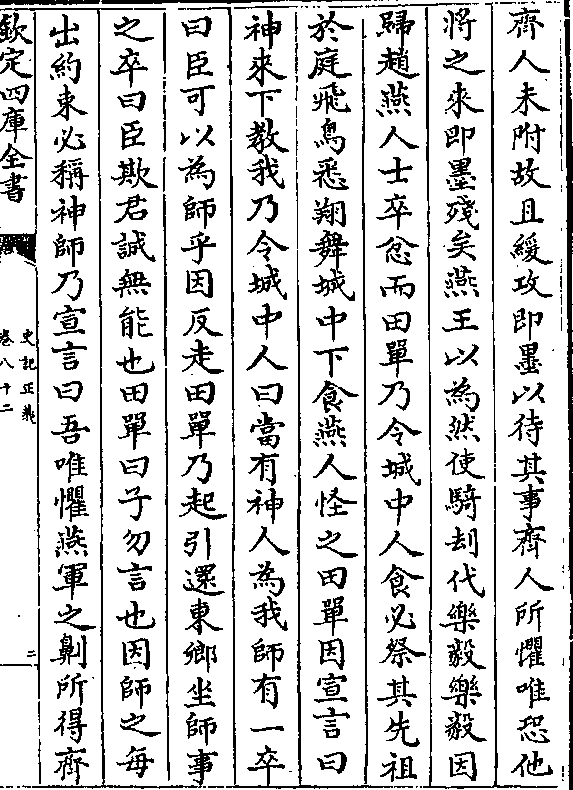 齊人未附故且緩攻即墨以待其事齊人所懼唯恐他
將之來即墨殘矣燕王以為然使騎刦代樂毅樂毅因
歸趙燕人士卒忿而田單乃令城中人食必祭其先祖
於庭飛鳥悉翔舞城中下食燕人怪之田單因宣言曰
神來下教我乃令城中人曰當有神人為我師有一卒
曰臣可以為師乎因反走田單乃起引還東鄉坐師事
之卒曰臣欺君誠無能也田單曰子勿言也因師之每
出約束必稱神師乃宣言曰吾唯懼燕軍之劓所得齊
欽定四庫全書
史記正義
卷八十二
二